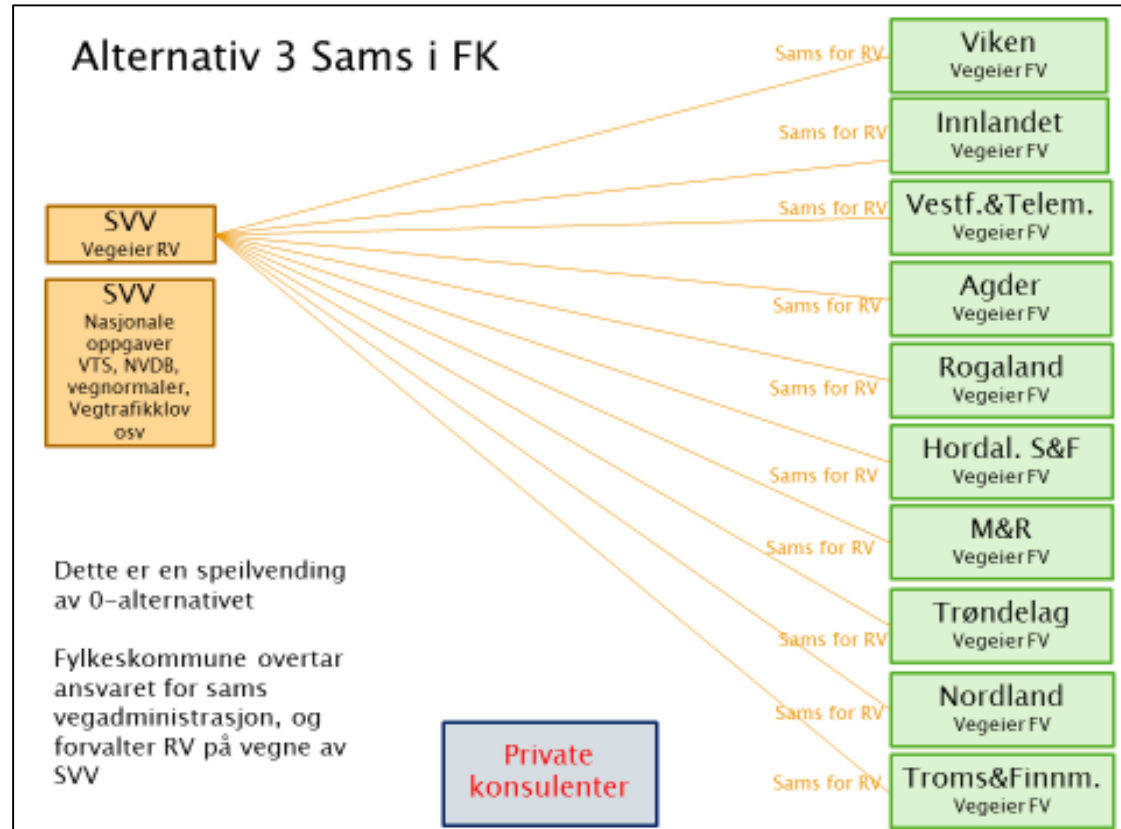 Alternativ 3 Sams i FK
SVV
Vegeier RV
SVV
Nasjonale
oppgaver
VTS, NVDB,
vegnormaler,
Vegtrafikklov
osv
Dette er en speilvending
av 0-alternativet
Fylkeskommune overtar
ansvaret for sams
vegadministrasjon, og
forvalter RV på vegne av
SVV
Private
konsulenter
Sams for RV
Viken
Vegeier FV
Sams for RV
Innlandet
Vegeier FV
Sams for RV
Vestf.&Telem.
Vegeier FV
Sams for RV
Agder
Vegeier FV
Sams for RV
Rogaland
Vegeier FV
Sams for RV
Hordal. S&F
Vegeier FV
Sams for RV
M&R
Vegeier FV
Sams for RV
Trøndelag
Vegeier FV
Sams for RV
Nordland
Vegeier FV
Sams for RV
Troms&Finnm.
Vegeier FV